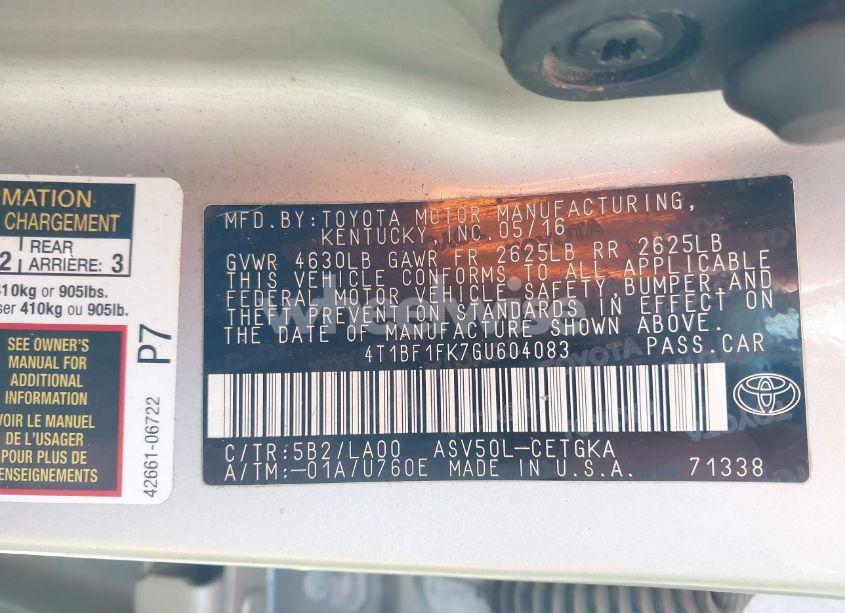 MATION
CHARGEMENT
2 REAR
ARRIÈRE: 3
410kg or 905lbs.
ser 410kg ou 905lb.
SEE OWNER'S
MANUAL FOR
ADDITIONAL
INFORMATION
VOIR LE MANUEL
DE L'USAGER
POUR PLUS DE
RENSEIGNEMENTS
P7
42661-06722
MFD.BY:TOYOTA MOTOR MANUFACTURING,
KENTUCKY,INC.05/16
GVWR 4630LB GAWR FR 2625LB RR 2625LB
THIS VEHICLE CONFORMS TO ALL APPLICABLE
FEDERAL MOTOR VEHICLE SAFETY BUMPER,AND
THEFT PREVENTION STANDARDS IN EFFECT ON
THE DATE OF MANUFACTURE SHOWN ABOVE.
4T1BF1FK7GU604083 PASS.CAR
C/TR:5B2/LA00 ASV50L-CETGKA
A/TM:-01A/U760E MADE IN U.S.A. 71338